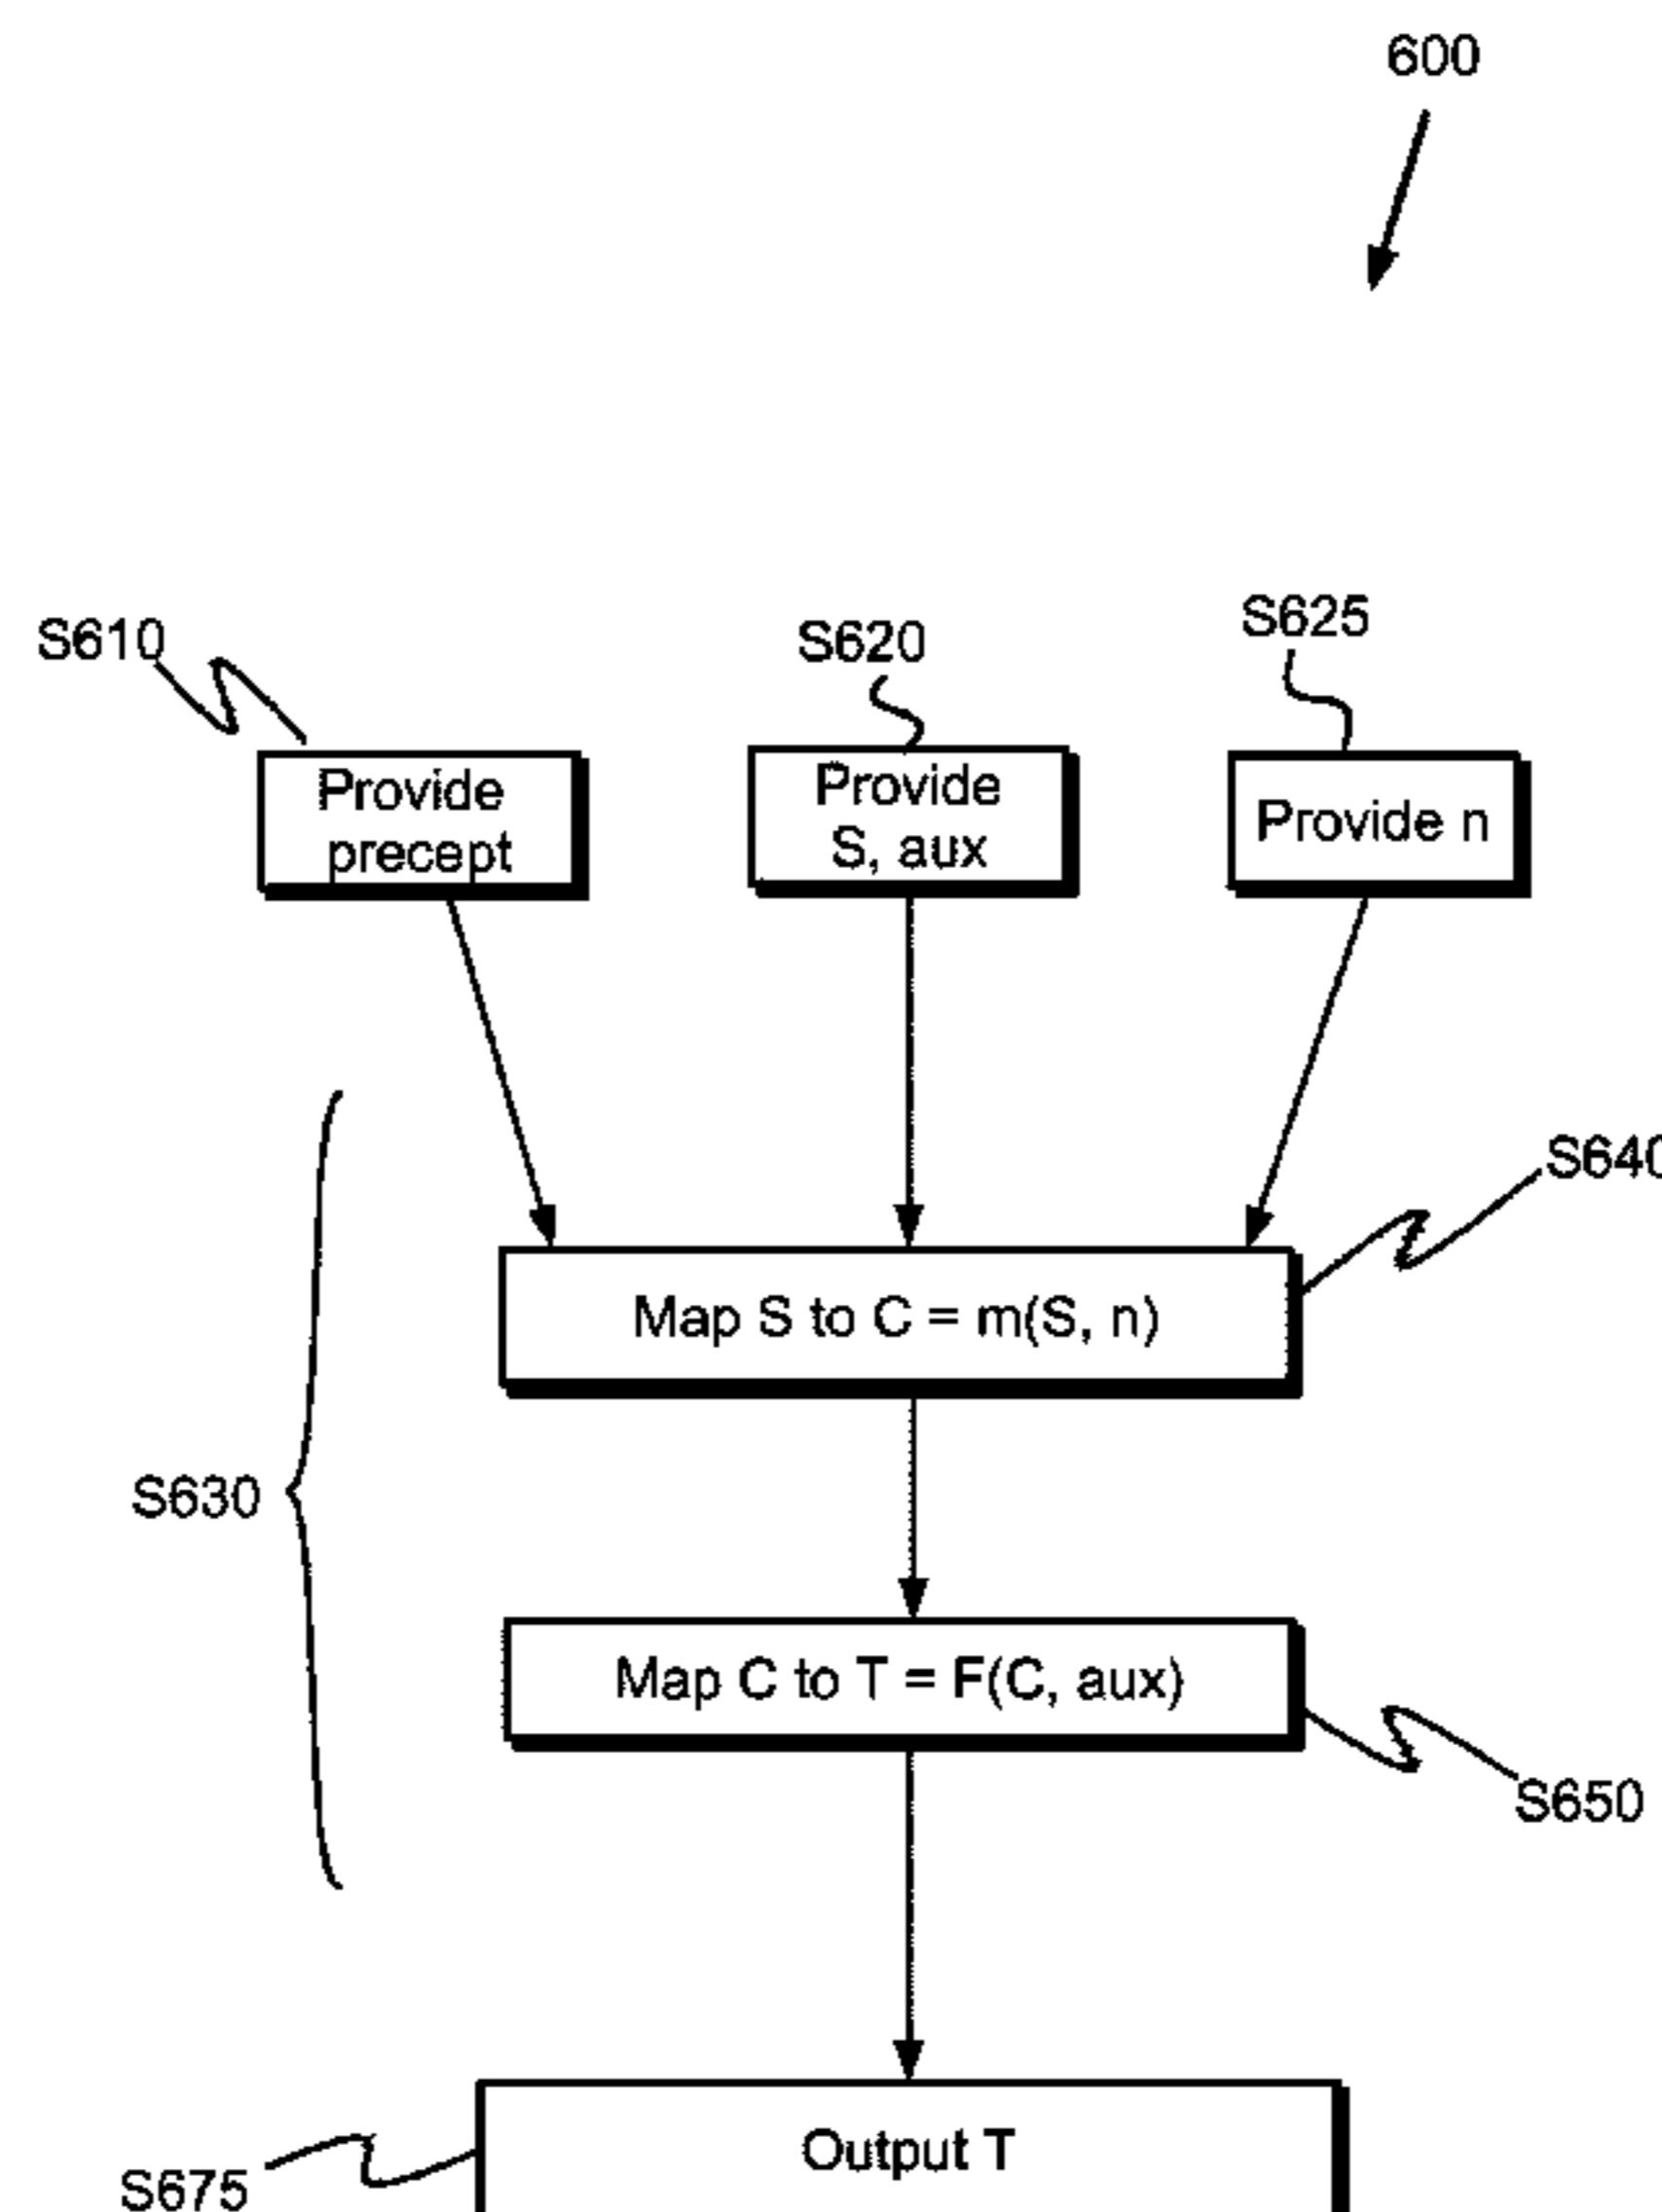 600
S610
S620
S625
Provide
precept
Provide
S, aux
Provide n
S640
Map S to C = m(S, n)
S630
Map C to T = F(C, aux)
S650
Output T
S675